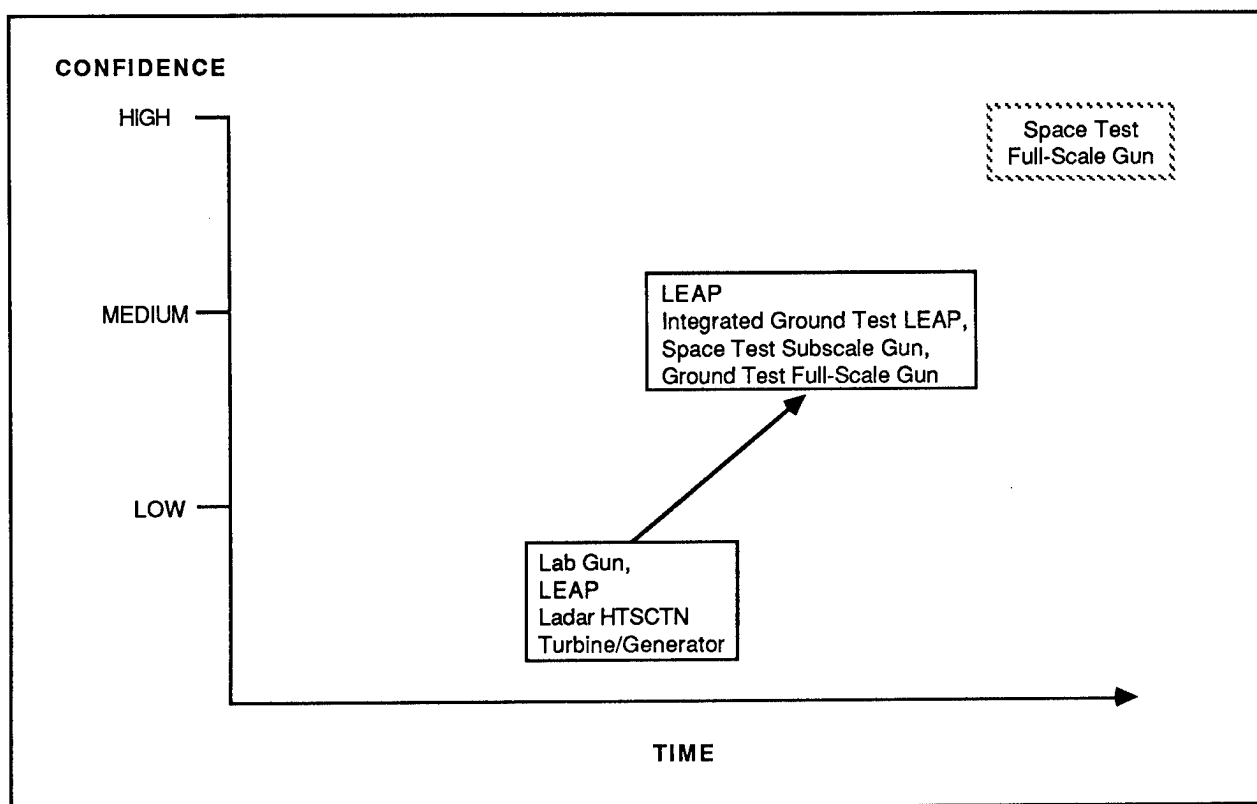 CONFIDENCE
HIGH
Space Test
Full-Scale Gun
MEDIUM
LEAP
Integrated Ground Test LEAP,
Space Test Subscale Gun,
Ground Test Full-Scale Gun
LOW
Lab Gun,
LEAP
Ladar HTSCTN
Turbine/Generator
TIME